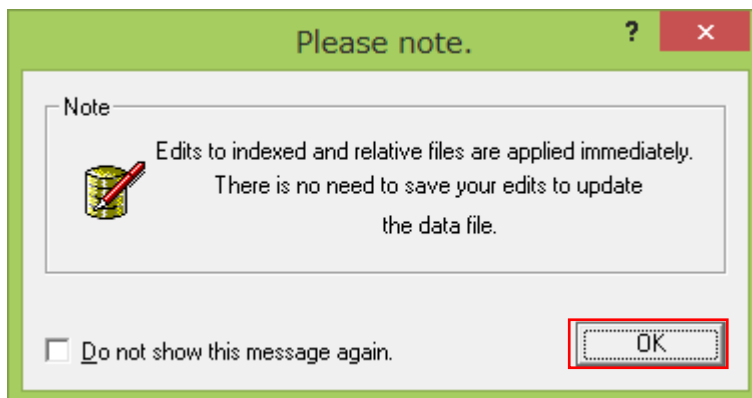 Please note.
?
×
Note
Edits to indexed and relative files are applied immediately.
There is no need to save your edits to update
the data file.
Do not show this message again.
OK